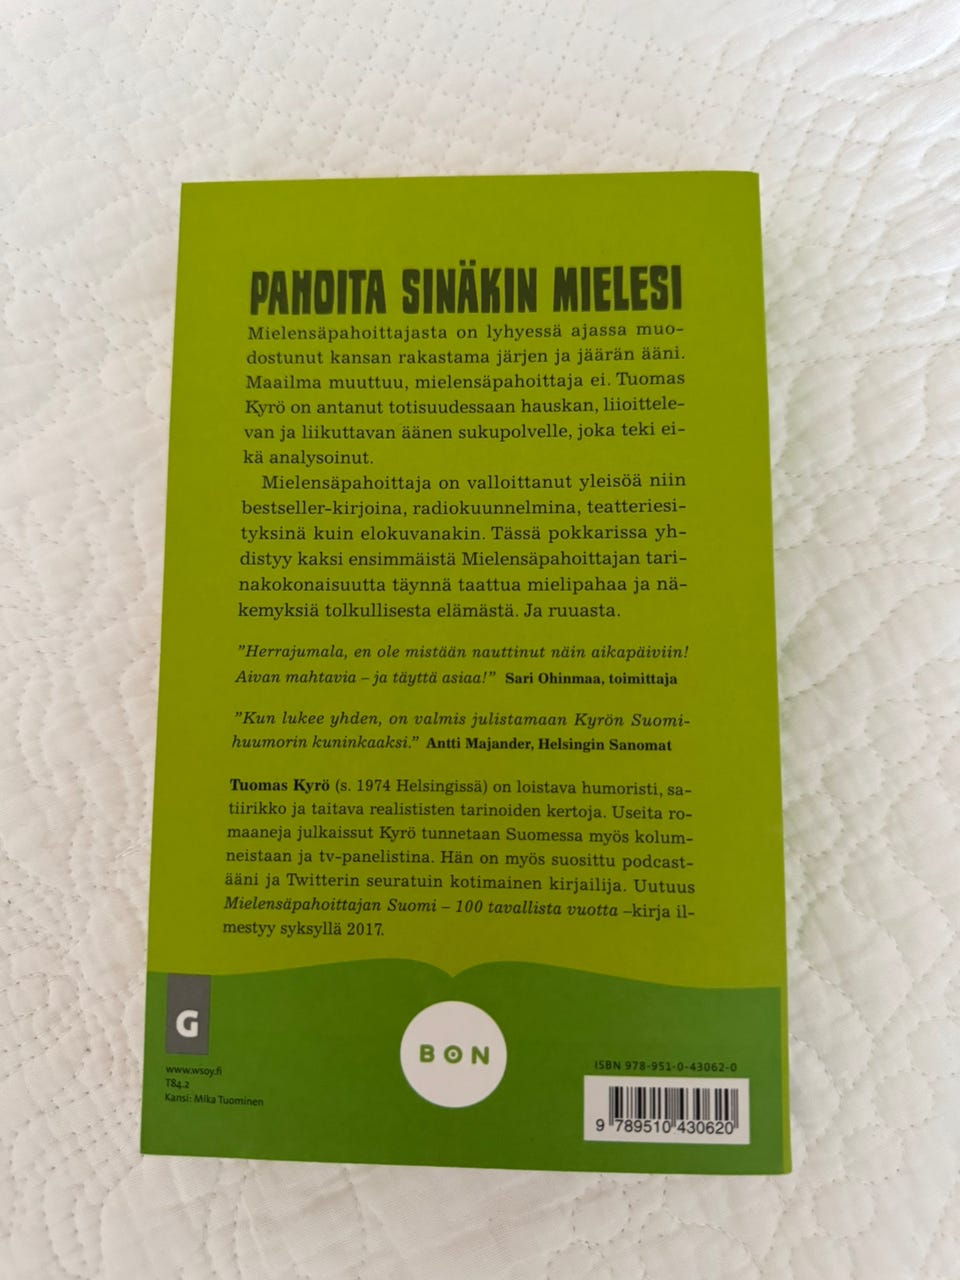 PAHOITA SINÄKIN MIELESI
Mielensäpahoittajasta on lyhyessä ajassa muo-
dostunut kansan rakastama järjen ja jäärän ääni.
Maailma muuttuu, mielensäpahoittaja ei. Tuomas
Kyrö on antanut totisuudessaan hauskan, liioittele-
van ja liikuttavan äänen sukupolvelle, joka teki ei-
kä analysoinut.
Mielensäpahoittaja on valloittanut yleisöä niin
bestseller-kirjoina, radiokuunnelmina, teatteriesi-
tyksinä kuin elokuvanakin. Tässä pokkarissa yh-
distyy kaksi ensimmäistä Mielensäpahoittajan tari-
nakokonaisuutta täynnä taattua mielipahaa ja nä-
kemyksiä tolkullisesta elämästä. Ja ruuasta.
"Herrajumala, en ole mistään nauttinut näin aikapäiviin!
Aivan mahtavia – ja täyttä asiaa!" Sari Ohinmaa, toimittaja
"Kun lukee yhden, on valmis julistamaan Kyrön Suomi-
huumorin kuninkaaksi." Antti Majander, Helsingin Sanomat
Tuomas Kyrö (s. 1974 Helsingissä) on loistava humoristi, sa-
tiirikko ja taitava realististen tarinoiden kertoja. Useita ro-
maaneja julkaissut Kyrö tunnetaan Suomessa myös kolum-
neistaan ja tv-panelistina. Hän on myös suosittu podcast-
ääni ja Twitterin seuratuin kotimainen kirjailija. Uutuus
Mielensäpahoittajan Suomi – 100 tavallista vuotta –kirja il-
mestyy syksyllä 2017.
G
www.wsoy.fi
T84.2
Kansi: Mika Tuominen
BON
ISBN 978-951-0-43062-0
9 789510 430620